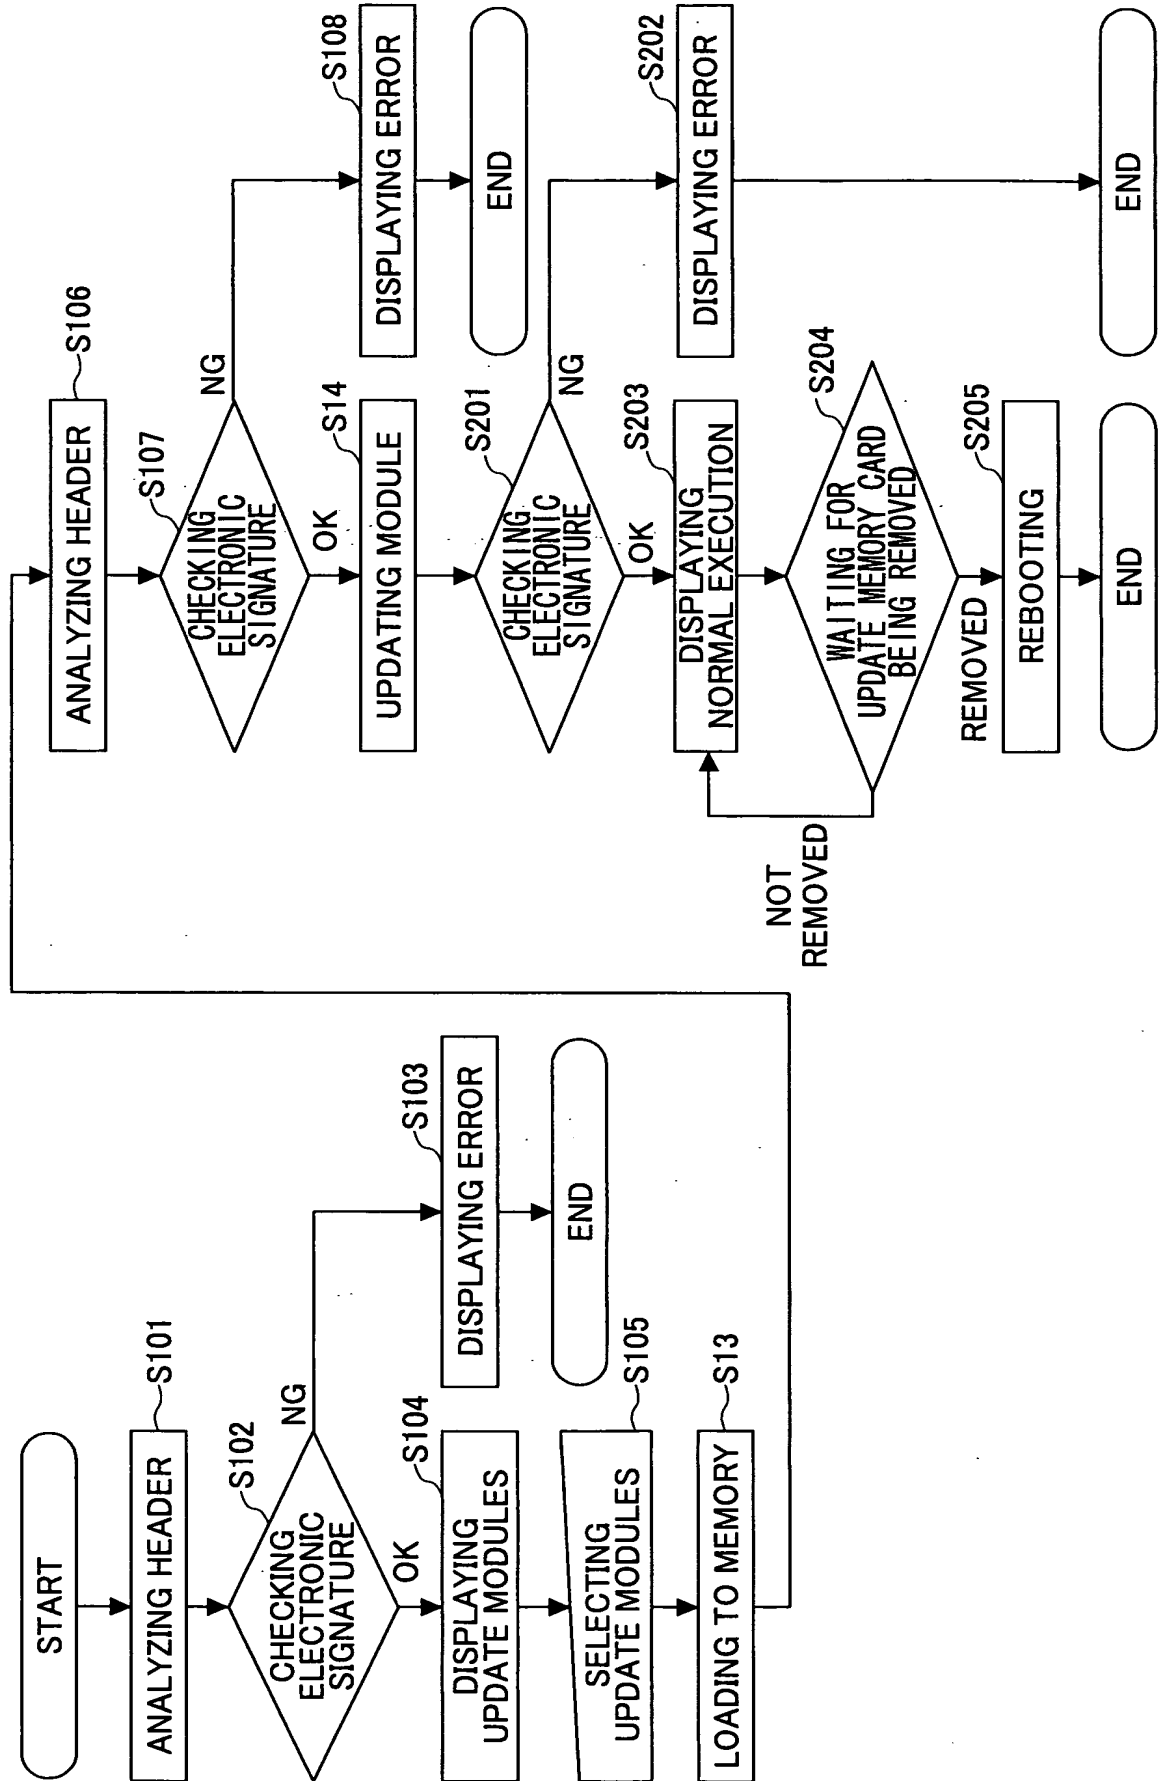 START
ANALYZING HEADER
S101
CHECKING
ELECTRONIC
SIGNATURE
S102
NG
OK
DISPLAYING ERROR
S103
END
DISPLAYING
UPDATE MODULES
S104
SELECTING
UPDATE MODULES
S105
LOADING TO MEMORY
S13
ANALYZING HEADER
S106
CHECKING
ELECTRONIC
SIGNATURE
S107
NG
OK
DISPLAYING ERROR
S108
END
UPDATING MODULE
S14
CHECKING
ELECTRONIC
SIGNATURE
S201
NG
OK
DISPLAYING ERROR
S202
END
DISPLAYING
NORMAL EXECUTION
S203
WAITING FOR
UPDATE MEMORY CARD
BEING REMOVED
S204
NOT
REMOVED
REMOVED
REBOOTING
S205
END